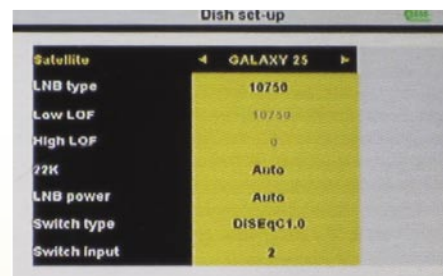 Dish set-up
Satellite ◄ GALAXY 25 ►
LNB type 10750
Low LOF 10750
High LOF 0
22K Auto
LNB power Auto
Switch type DISEqC1.0
Switch input 2